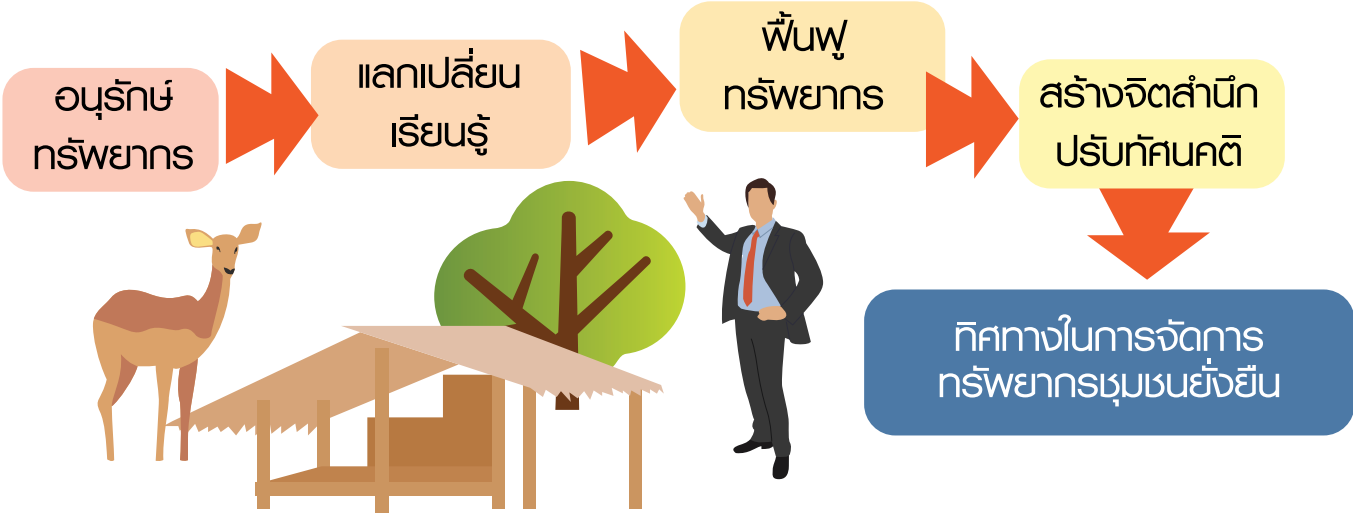 อนุรักษ์
ทรัพยากร
แลกเปลี่ยน
เรียนรู้
ฟื้นฟู
ทรัพยากร
สร้างจิตสำนึก
ปรับทัศนคติ
ทิศทางในการจัดการ
ทรัพยากรชุมชนยั่งยืน